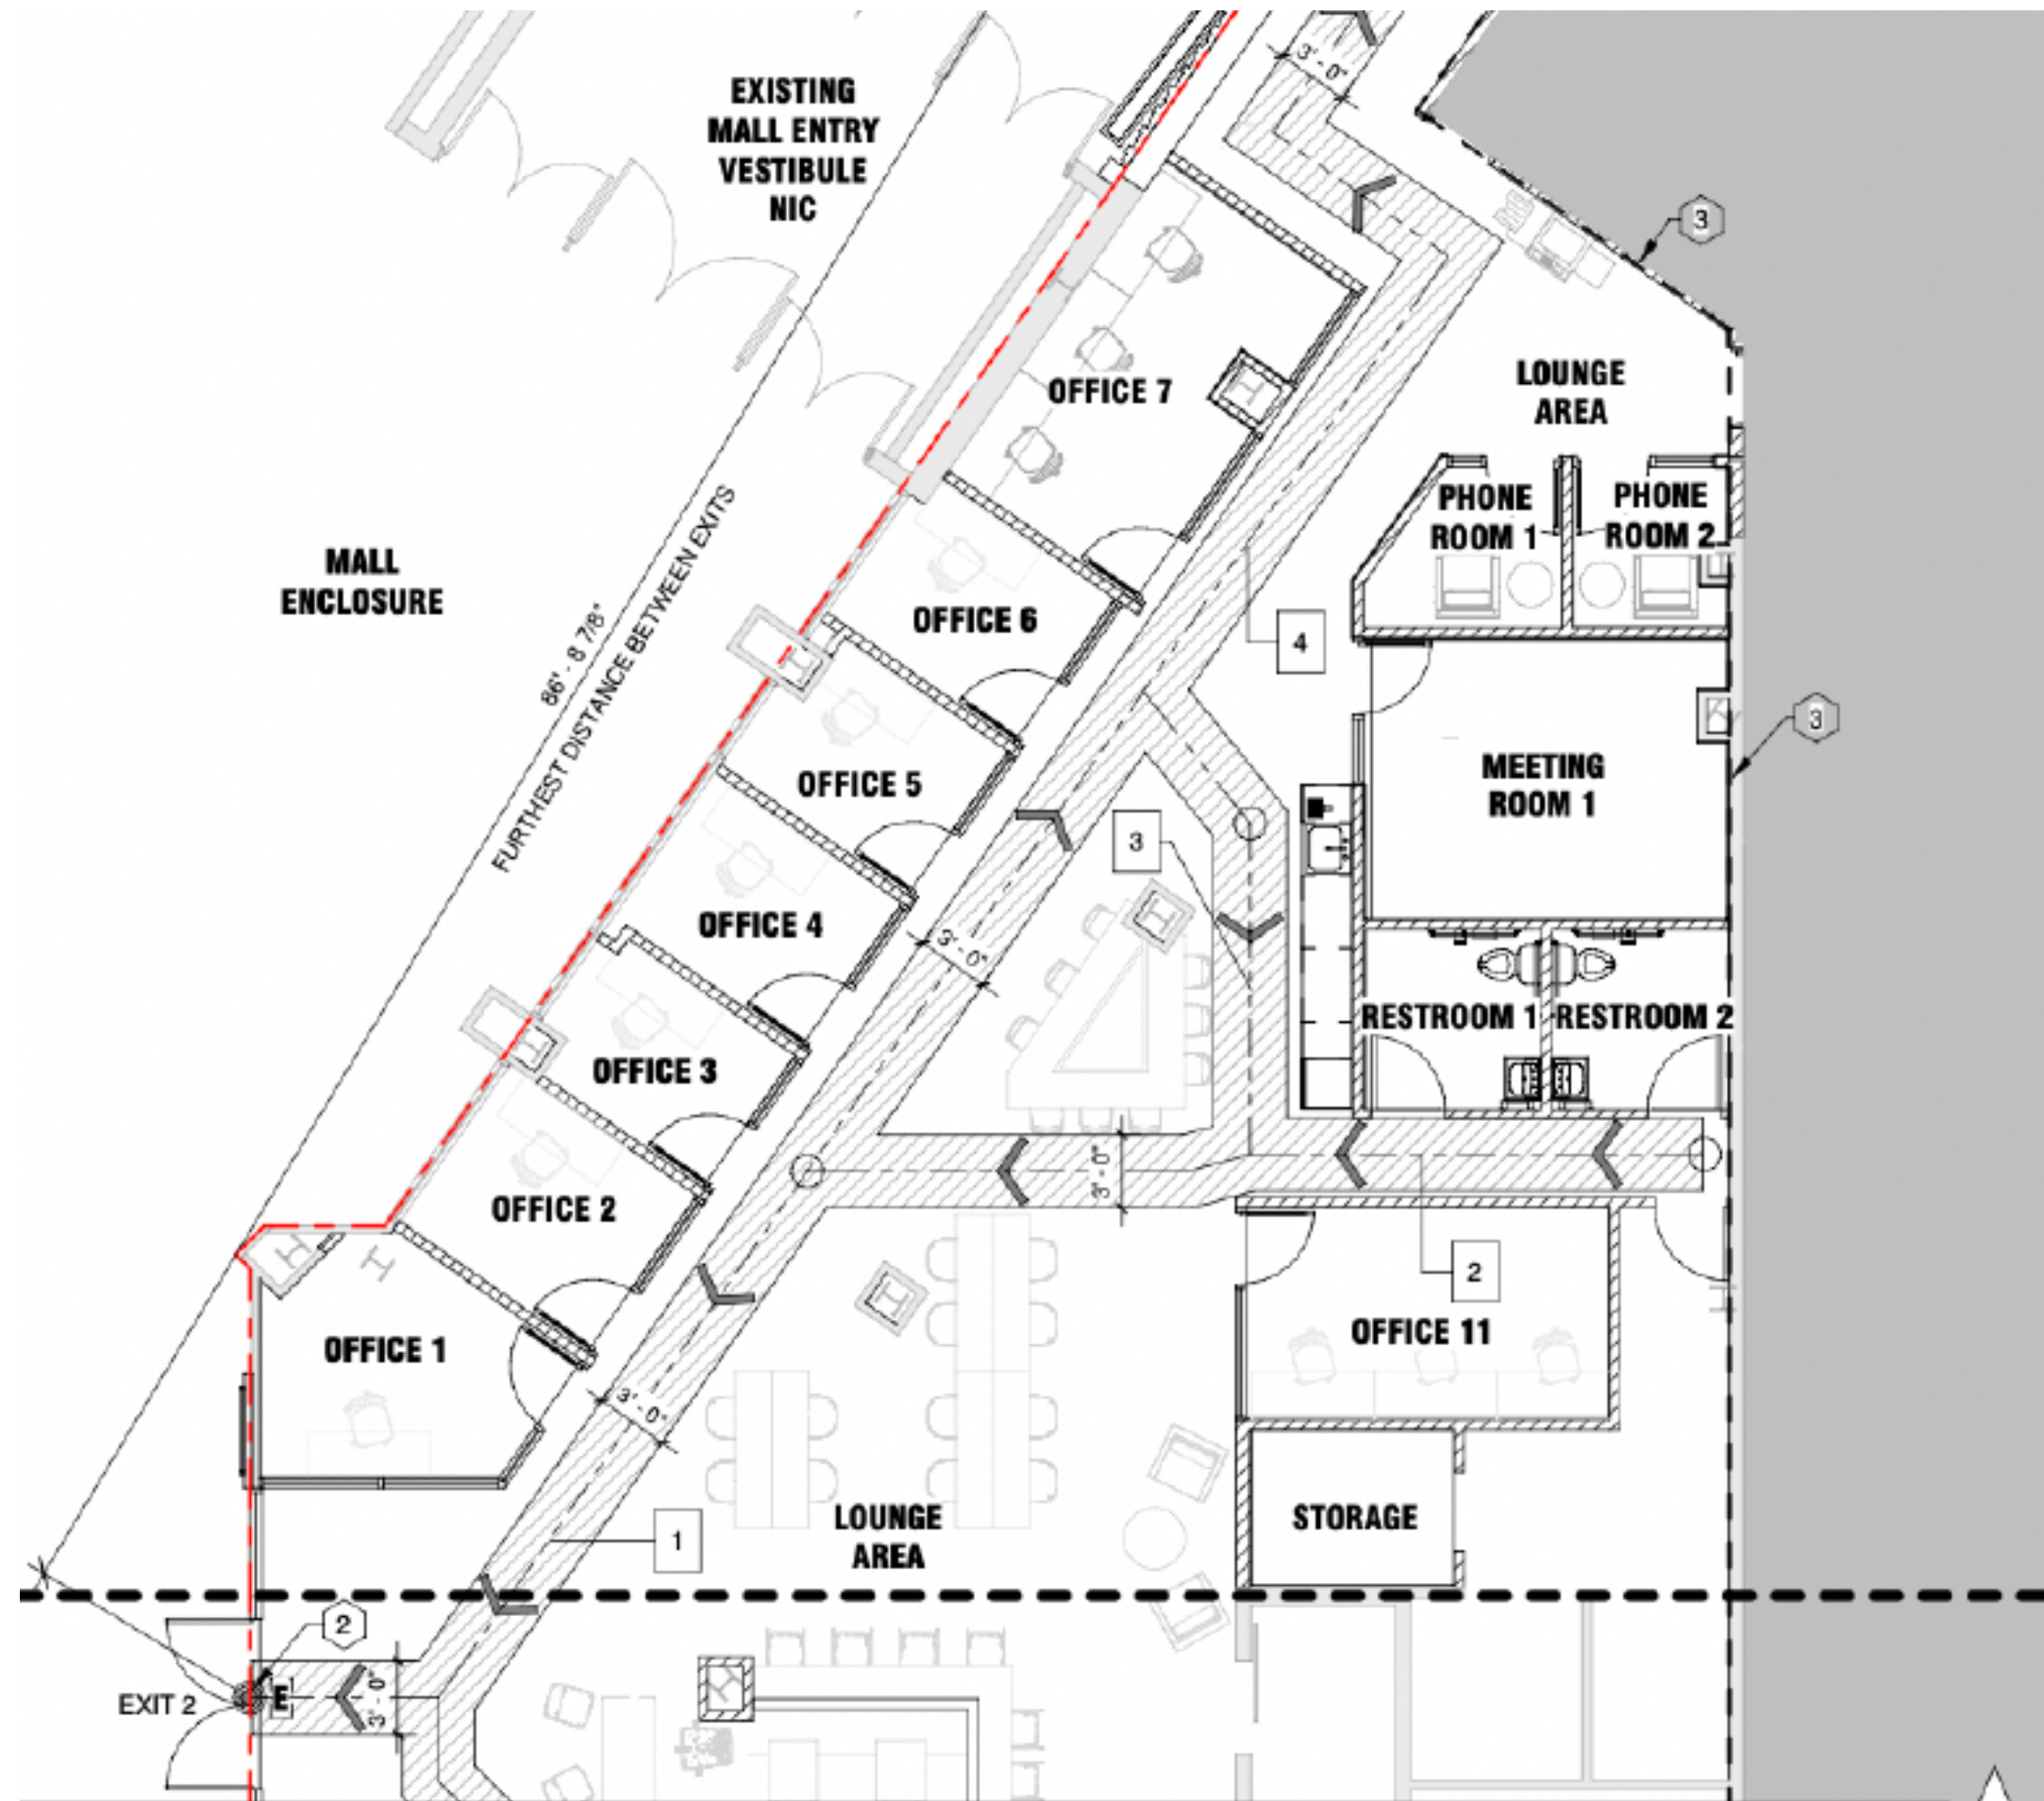 3'-0"
EXISTING
MALL ENTRY
VESTIBULE
NIC
3
OFFICE 7
LOUNGE
AREA
PHONE
ROOM 1
PHONE
ROOM 2
MALL
ENCLOSURE
86' - 8 7/8"
FURTHEST DISTANCE BETWEEN EXITS
OFFICE 6
4
3
OFFICE 5
MEETING
ROOM 1
3
OFFICE 4
3'-0"
RESTROOM 1
RESTROOM 2
OFFICE 3
3'-0"
OFFICE 2
2
OFFICE 11
OFFICE 1
3'-0"
1
LOUNGE
AREA
STORAGE
2
EXIT 2
E
3'-0"